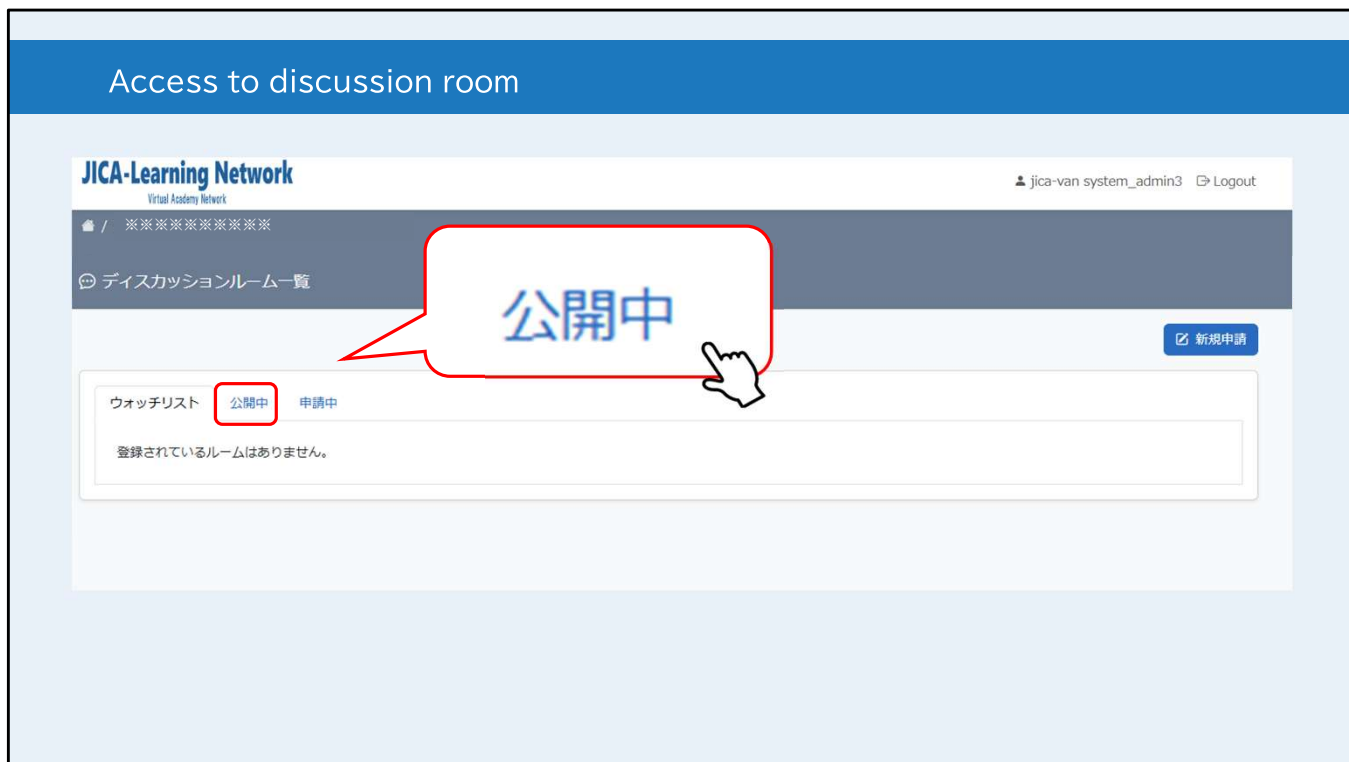 Access to discussion room
JICA-Learning Network
Virtual Academy Network
jica-van system_admin3 Logout
/ ※※※※※※※※※※
ディスカッションルーム一覧
公開中
新規申請
ウォッチリスト 公開中 申請中
登録されているルームはありません。